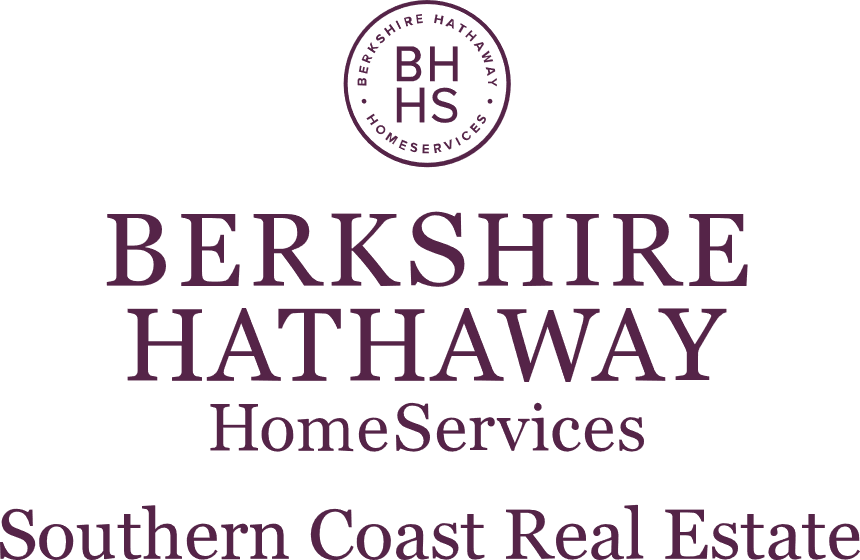 BERKSHIRE HATHAWAY
BH
HS
• HOMESERVICES •
BERKSHIRE
HATHAWAY
HomeServices
Southern Coast Real Estate